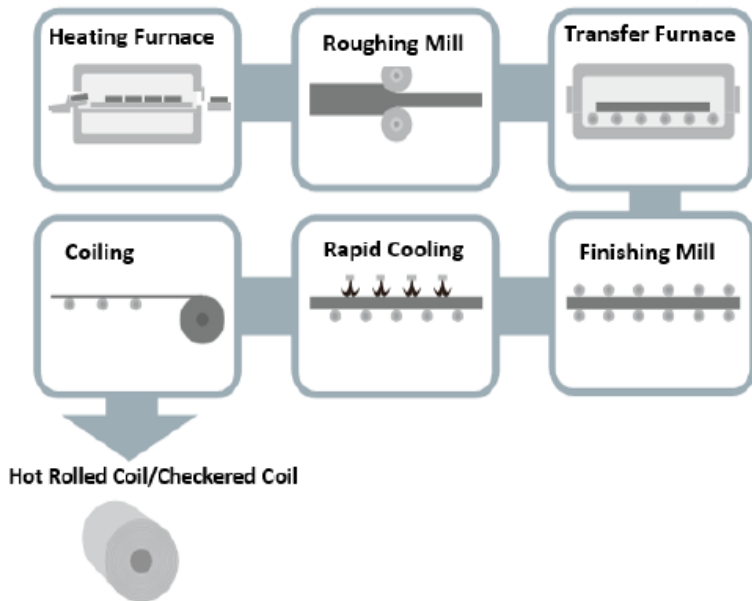 Heating Furnace
Roughing Mill
Transfer Furnace
Finishing Mill
Rapid Cooling
Coiling
Hot Rolled Coil/Checkered Coil